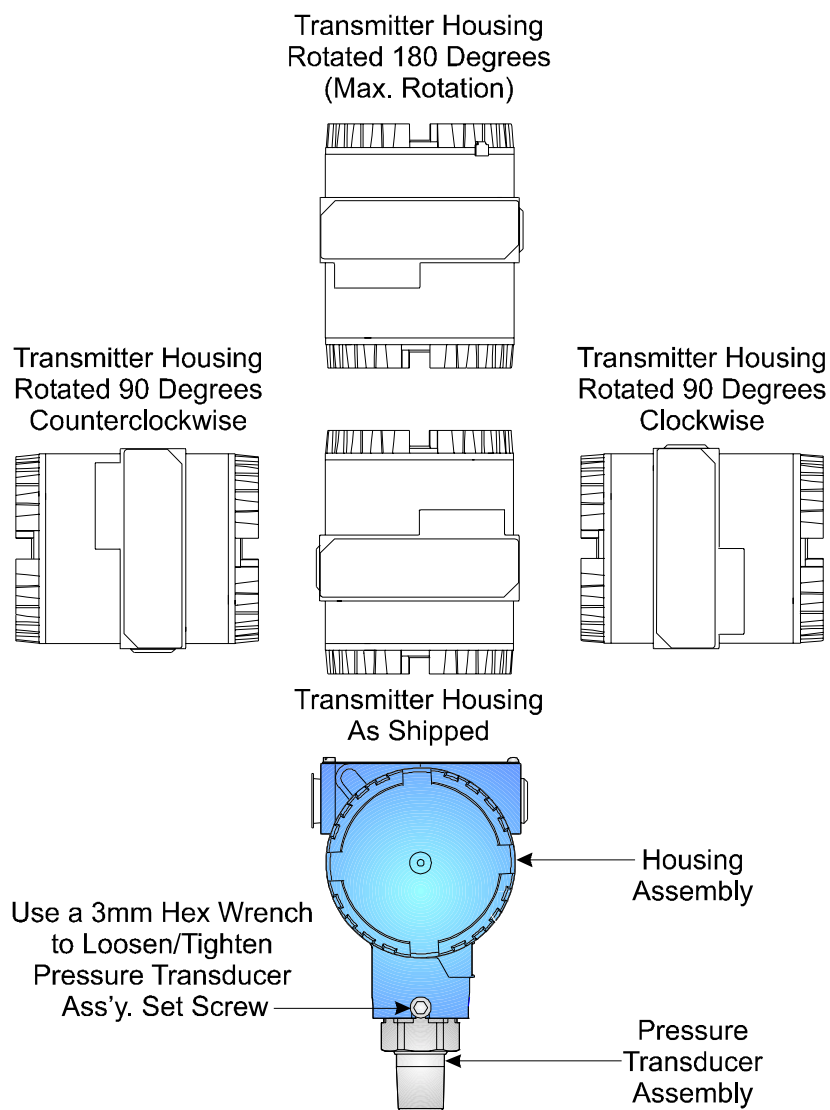 Transmitter Housing
Rotated 180 Degrees
(Max. Rotation)
Transmitter Housing
Rotated 90 Degrees
Counterclockwise
Transmitter Housing
Rotated 90 Degrees
Clockwise
Transmitter Housing
As Shipped
Housing
Assembly
Use a 3mm Hex Wrench
to Loosen/Tighten
Pressure Transducer
Ass'y. Set Screw
Pressure
Transducer
Assembly